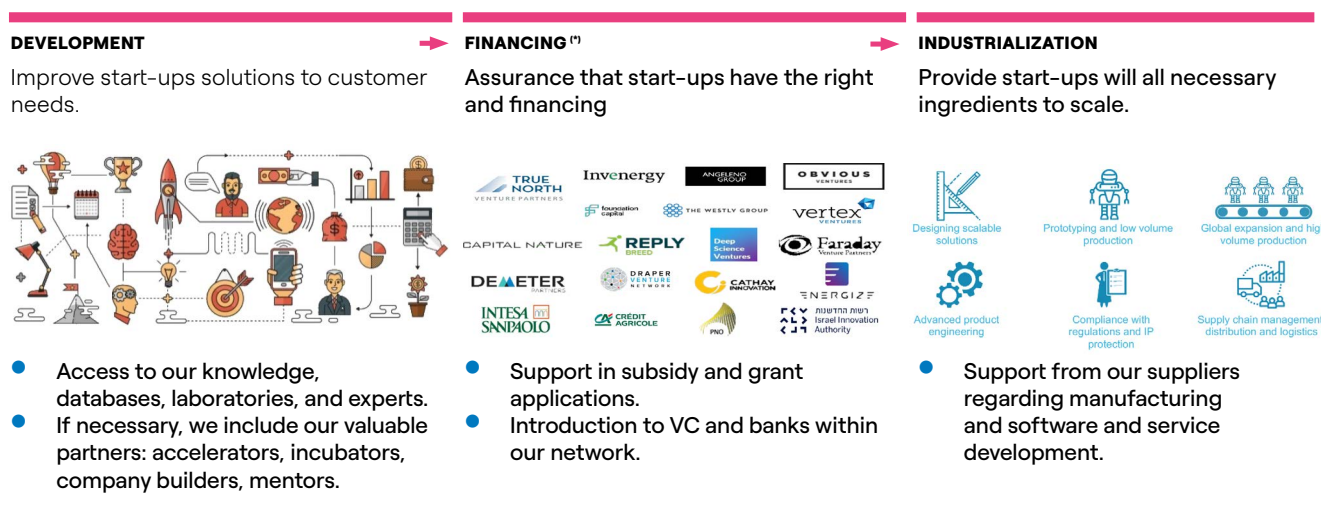 DEVELOPMENT
Improve start-ups solutions to customer
needs.
Access to our knowledge,
databases, laboratories, and experts.
If necessary, we include our valuable
partners: accelerators, incubators,
company builders, mentors.
FINANCING (*)
Assurance that start-ups have the right
and financing
TRUE
NORTH
VENTURE PARTNERS
Invenergy
ANGELENO
GROUP
OBVIOUS
VENTURES
foundation
capital
THE WESTLY GROUP
vertex
VENTURES
CAPITAL NATURE
REPLY
BREED
Deep
Science
Ventures
Faraday
Venture Partners
DEMETER
PARTNERS
DRAPER
VENTURE
NETWORK
CATHAY
INNOVATION
ENERGIZE
INTESA
SANPAOLO
CA CRÉDIT
AGRICOLE
PNO
רשות החדשנות
Israel Innovation
Authority
Support in subsidy and grant
applications.
Introduction to VC and banks within
our network.
INDUSTRIALIZATION
Provide start-ups will all necessary
ingredients to scale.
Designing scalable
solutions
Prototyping and low volume
production
Global expansion and hig
volume production
Advanced product
engineering
Compliance with
regulations and IP
protection
Supply chain management
distribution and logistics
Support from our suppliers
regarding manufacturing
and software and service
development.